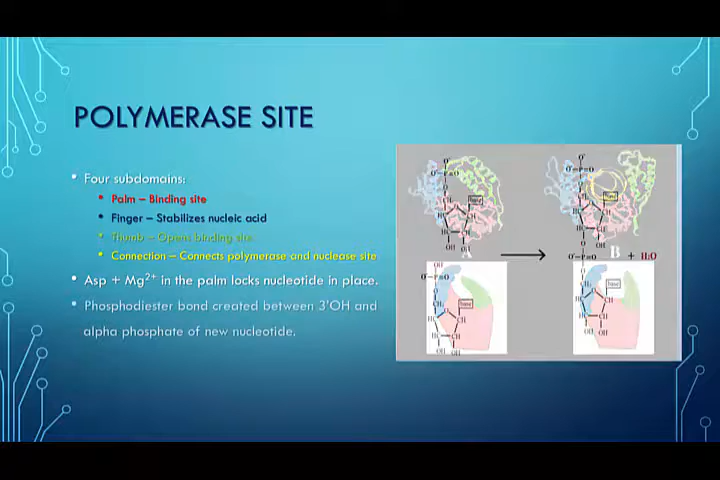 POLYMERASE SITE
Four subdomains:
Palm – Binding site
Finger – Stabilizes nucleic acid
Thumb – Opens binding site
Connection – Connects polymerase and nuclease site
Asp + Mg²⁺ in the palm locks nucleotide in place.
Phosphodiester bond created between 3'OH and
alpha phosphate of new nucleotide.
A
B
+ H₂O